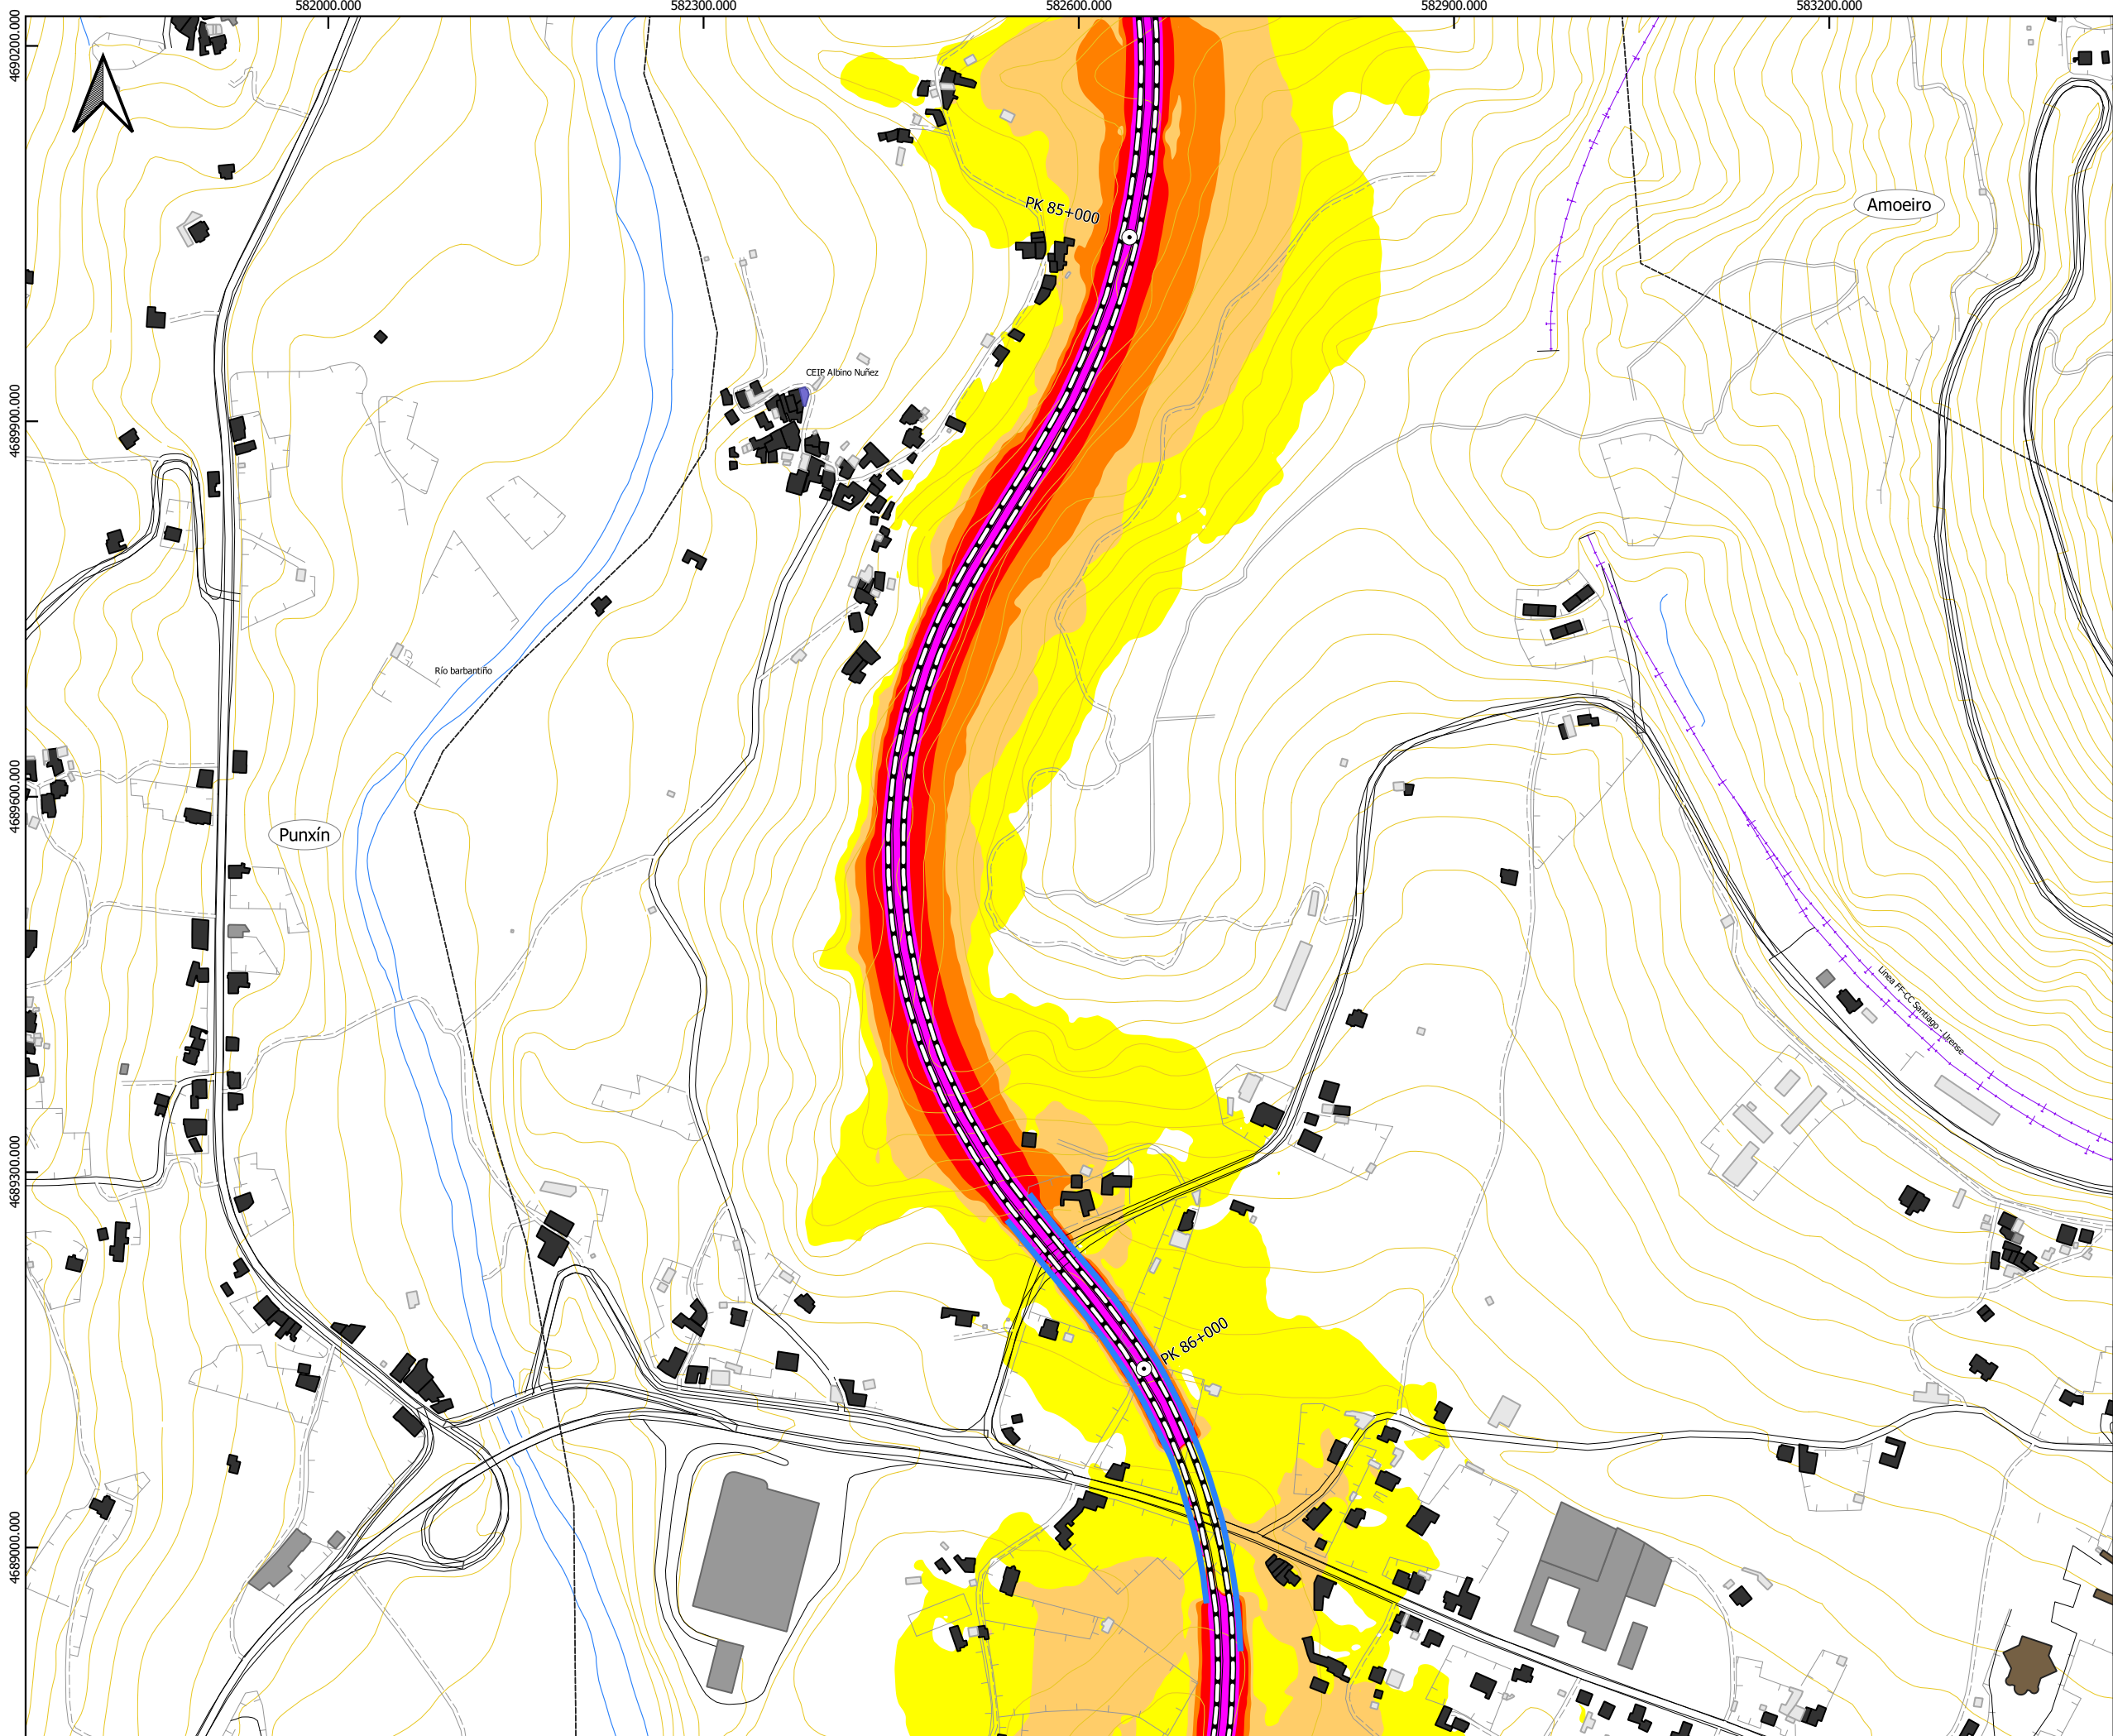 582000.000
582300.000
582600.000
582900.000
583200.000
4690200.000
Amoeiro
PK 85+000
CEIP Albino Nuñez
4689900.000
Río barbantiño
4689600.000
Punxín
Línea FF-CC Santiago - Urense
4689300.000
PK 86+000
4689000.000